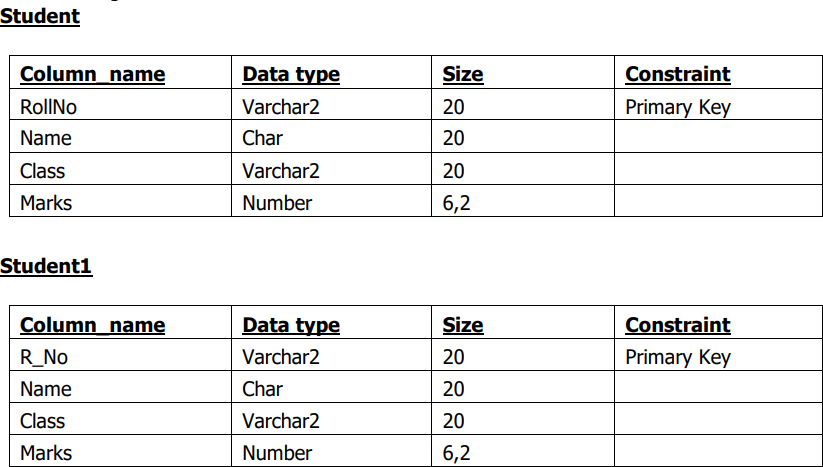 Student
Column_name Data type Size Constraint
RollNo Varchar2 20 Primary Key
Name Char 20
Class Varchar2 20
Marks Number 6,2
Student1
Column_name Data type Size Constraint
R_No Varchar2 20 Primary Key
Name Char 20
Class Varchar2 20
Marks Number 6,2